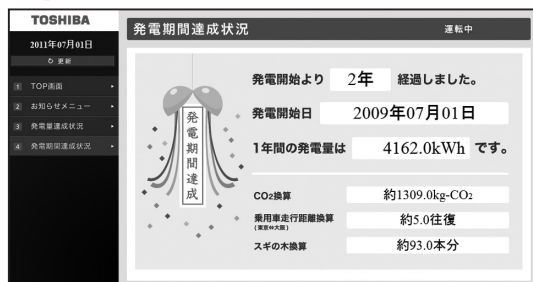 TOSHIBA
2011年07月01日
更新
1 TOP画面
2 お知らせメニュー
3 発電量達成状況
4 発電期間達成状況
発電期間達成状況
運転中
発電期間達成
発電開始より 2年 経過しました。
発電開始日 2009年07月01日
1年間の発電量は 4162.0kWh です。
CO2換算 約1309.0kg-CO2
乗用車走行距離換算 約5.0往復
(東京⇔大阪)
スギの木換算 約93.0本分